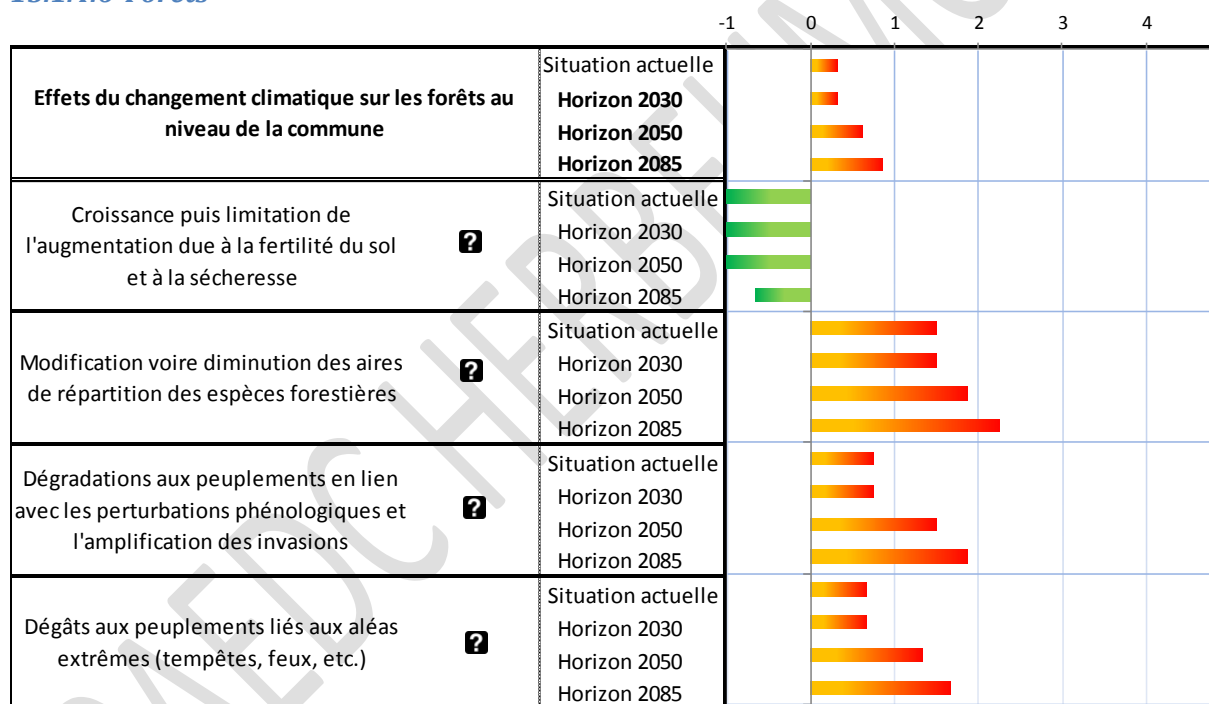 -1 0 1 2 3 4
Effets du changement climatique sur les forêts au
niveau de la commune
Situation actuelle
Horizon 2030
Horizon 2050
Horizon 2085
Croissance puis limitation de
l'augmentation due à la fertilité du sol
et à la sécheresse
?
Situation actuelle
Horizon 2030
Horizon 2050
Horizon 2085
Modification voire diminution des aires
de répartition des espèces forestières
?
Situation actuelle
Horizon 2030
Horizon 2050
Horizon 2085
Dégradations aux peuplements en lien
avec les perturbations phénologiques et
l'amplification des invasions
?
Situation actuelle
Horizon 2030
Horizon 2050
Horizon 2085
Dégâts aux peuplements liés aux aléas
extrêmes (tempêtes, feux, etc.)
?
Situation actuelle
Horizon 2030
Horizon 2050
Horizon 2085